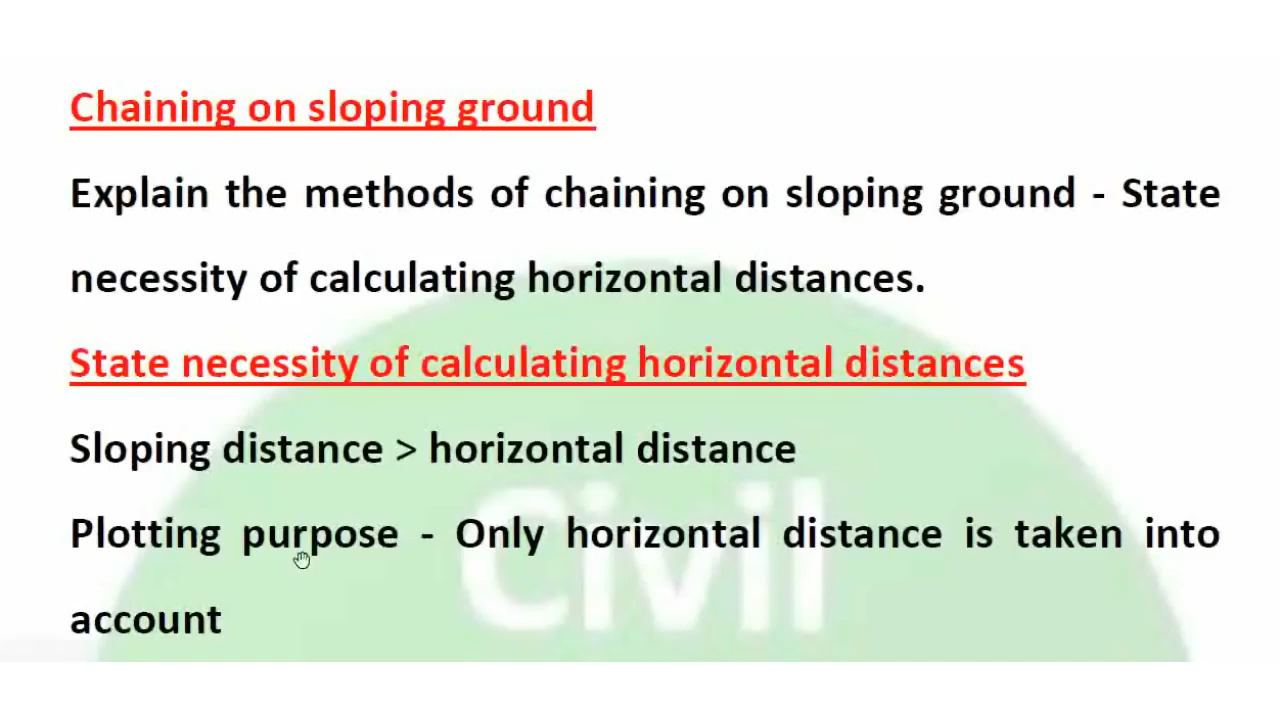 Chaining on sloping ground
Explain the methods of chaining on sloping ground - State
necessity of calculating horizontal distances.
State necessity of calculating horizontal distances
Sloping distance > horizontal distance
Plotting purpose - Only horizontal distance is taken into
account
Civil